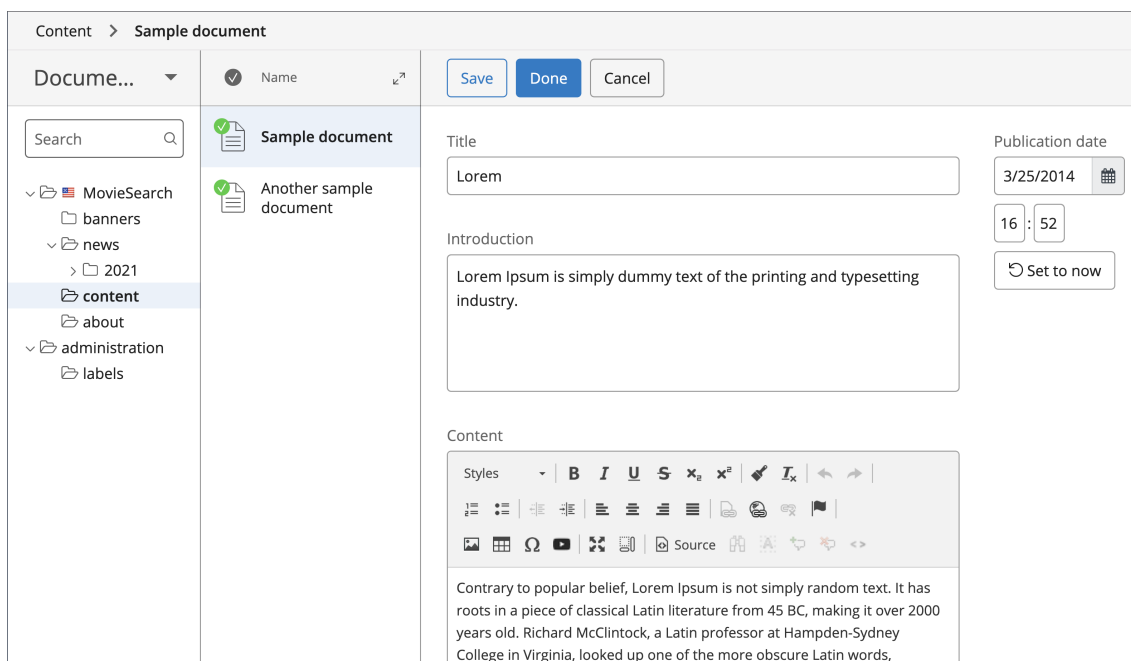 Content > Sample document
Docume...
Name
Save Done Cancel
Search
MovieSearch
banners
news
2021
content
about
administration
labels
Sample document
Another sample
document
Title
Lorem
Introduction
Lorem Ipsum is simply dummy text of the printing and typesetting
industry.
Content
Styles
Source
Contrary to popular belief, Lorem Ipsum is not simply random text. It has
roots in a piece of classical Latin literature from 45 BC, making it over 2000
years old. Richard McClintock, a Latin professor at Hampden-Sydney
College in Virginia, looked up one of the more obscure Latin words,
Publication date
3/25/2014
16 : 52
Set to now